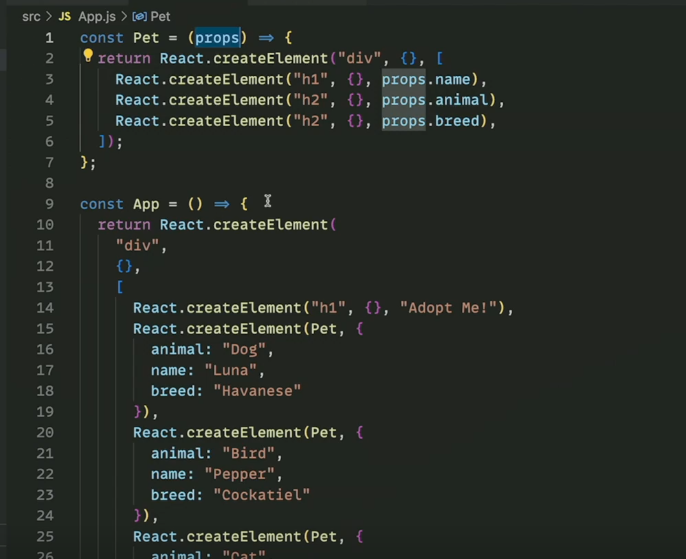 src > JS App.js > Pet
1 const Pet = (props) => {
2 return React.createElement("div", {}, [
3 React.createElement("h1", {}, props.name),
4 React.createElement("h2", {}, props.animal),
5 React.createElement("h2", {}, props.breed),
6 ]);
7 };
8
9 const App = () => {
10 return React.createElement(
11 "div",
12 {},
13 [
14 React.createElement("h1", {}, "Adopt Me!"),
15 React.createElement(Pet, {
16 animal: "Dog",
17 name: "Luna",
18 breed: "Havanese"
19 }),
20 React.createElement(Pet, {
21 animal: "Bird",
22 name: "Pepper",
23 breed: "Cockatiel"
24 }),
25 React.createElement(Pet, {
26 animal: "Cat"